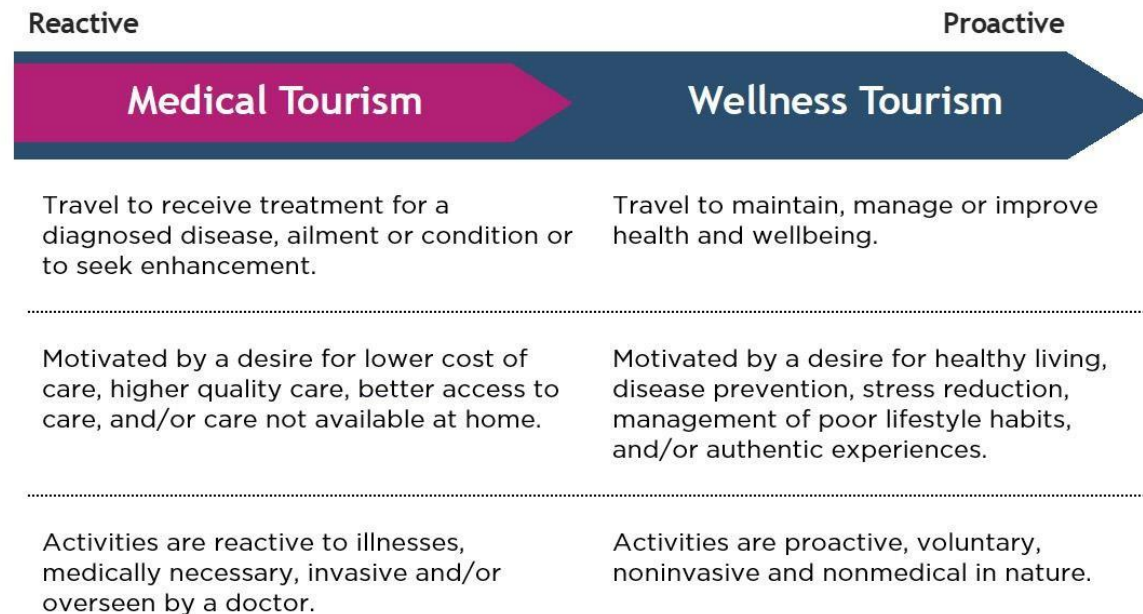 Reactive
Proactive
Medical Tourism
Wellness Tourism
Travel to receive treatment for a
diagnosed disease, ailment or condition or
to seek enhancement.
Travel to maintain, manage or improve
health and wellbeing.
Motivated by a desire for lower cost of
care, higher quality care, better access to
care, and/or care not available at home.
Motivated by a desire for healthy living,
disease prevention, stress reduction,
management of poor lifestyle habits,
and/or authentic experiences.
Activities are reactive to illnesses,
medically necessary, invasive and/or
overseen by a doctor.
Activities are proactive, voluntary,
noninvasive and nonmedical in nature.